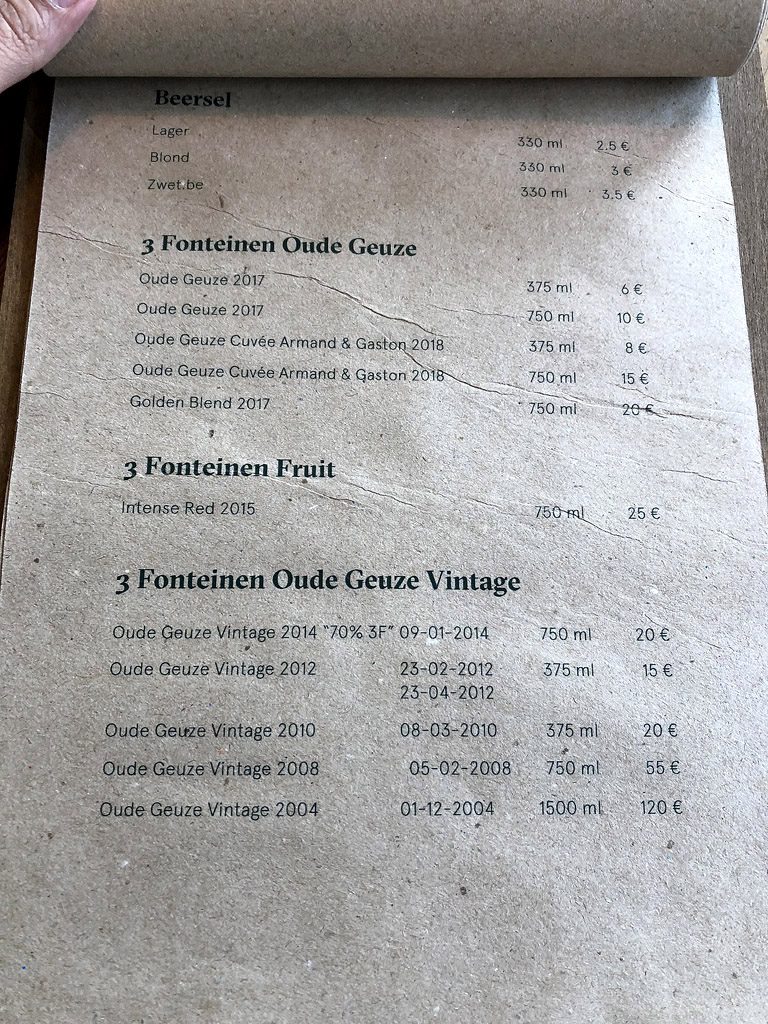 Beersel
Lager 330 ml 2.5 €
Blond 330 ml 3 €
Zwet.be 330 ml 3.5 €
3 Fonteinen Oude Geuze
Oude Geuze 2017 375 ml 6 €
Oude Geuze 2017 750 ml 10 €
Oude Geuze Cuvée Armand & Gaston 2018 375 ml 8 €
Oude Geuze Cuvée Armand & Gaston 2018 750 ml 15 €
Golden Blend 2017 750 ml 20 €
3 Fonteinen Fruit
Intense Red 2015 750 ml 25 €
3 Fonteinen Oude Geuze Vintage
Oude Geuze Vintage 2014 “70% 3F” 09-01-2014 750 ml 20 €
Oude Geuze Vintage 2012 23-02-2012 375 ml 15 €
23-04-2012
Oude Geuze Vintage 2010 08-03-2010 375 ml 20 €
Oude Geuze Vintage 2008 05-02-2008 750 ml 55 €
Oude Geuze Vintage 2004 01-12-2004 1500 ml 120 €